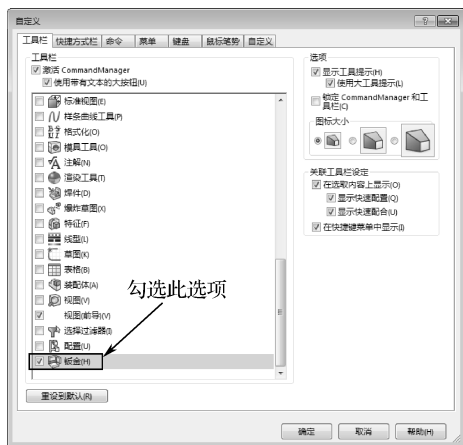 自定义
工具栏 快捷方式栏 命令 菜单 键盘 鼠标笔势 自定义
工具栏
激活 CommandManager
使用带有文本的大按钮(U)
标准视图(E)
样条曲线工具(P)
格式化(O)
模具工具(O)
注解(N)
渲染工具(T)
焊件(D)
爆炸草图(X)
特征(F)
线型(L)
草图(K)
表格(B)
装配体(A)
视图(V)
视图(前导)(V)
选择过滤器(I)
配置(U)
钣金(H)
勾选此选项
重设到默认(R)
选项
显示工具提示(H)
使用大工具提示(L)
锁定 CommandManager 和工具栏(C)
图标大小
关联工具栏设定
在选取内容上显示(O)
显示快速配置(Q)
显示快速配合(U)
在快捷键菜单中显示(I)
确定 取消 帮助(H)